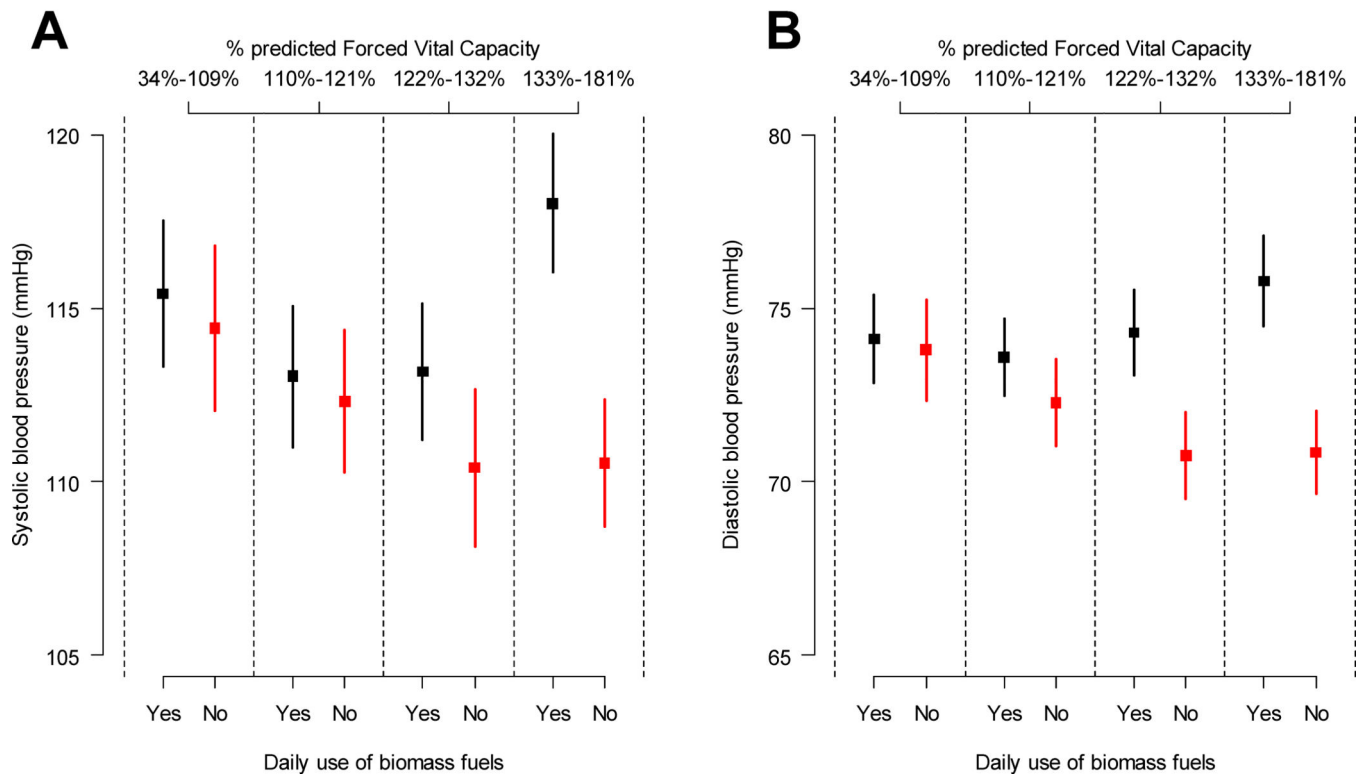 A
% predicted Forced Vital Capacity
34%-109% 110%-121% 122%-132% 133%-181%
120
115
110
105
Systolic blood pressure (mmHg)
Yes No Yes No Yes No Yes No
Daily use of biomass fuels
B
% predicted Forced Vital Capacity
34%-109% 110%-121% 122%-132% 133%-181%
80
75
70
65
Diastolic blood pressure (mmHg)
Yes No Yes No Yes No Yes No
Daily use of biomass fuels